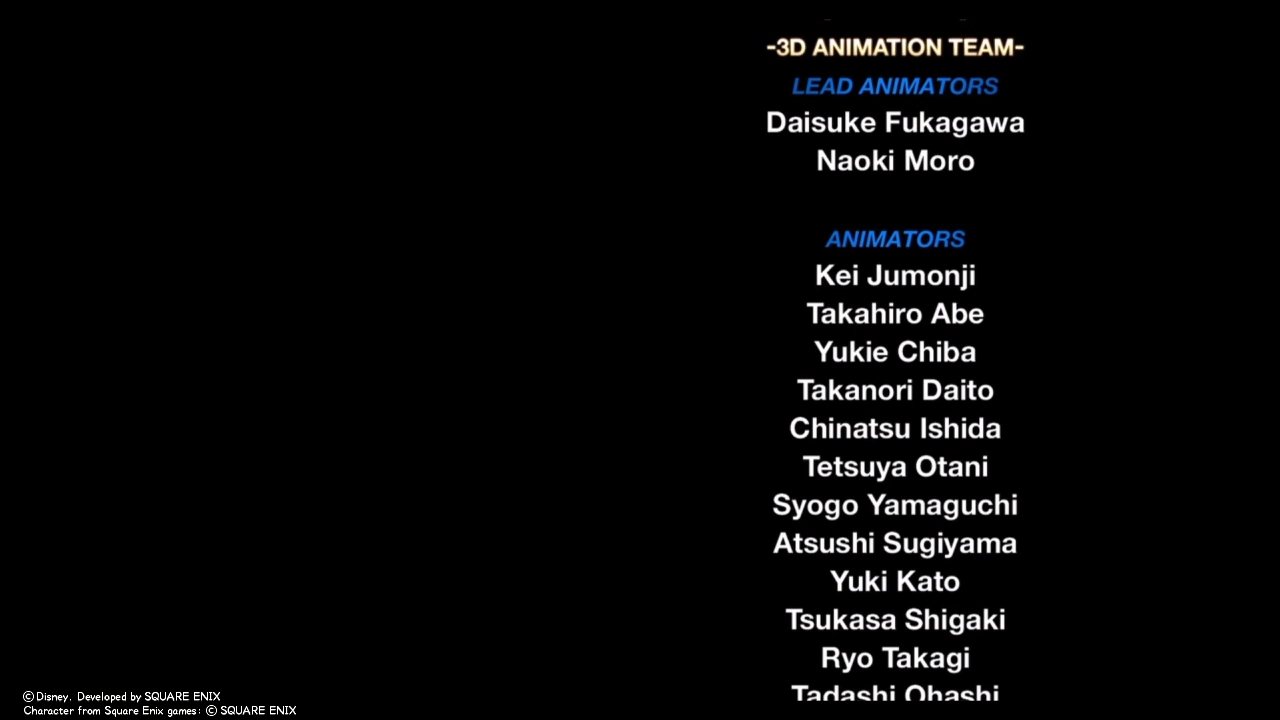 -3D ANIMATION TEAM-
LEAD ANIMATORS
Daisuke Fukagawa
Naoki Moro
ANIMATORS
Kei Jumonji
Takahiro Abe
Yukie Chiba
Takanori Daito
Chinatsu Ishida
Tetsuya Otani
Syogo Yamaguchi
Atsushi Sugiyama
Yuki Kato
Tsukasa Shigaki
Ryo Takagi
Tadashi Ohashi
©Disney. Developed by SQUARE ENIX
Character from Square Enix games: © SQUARE ENIX